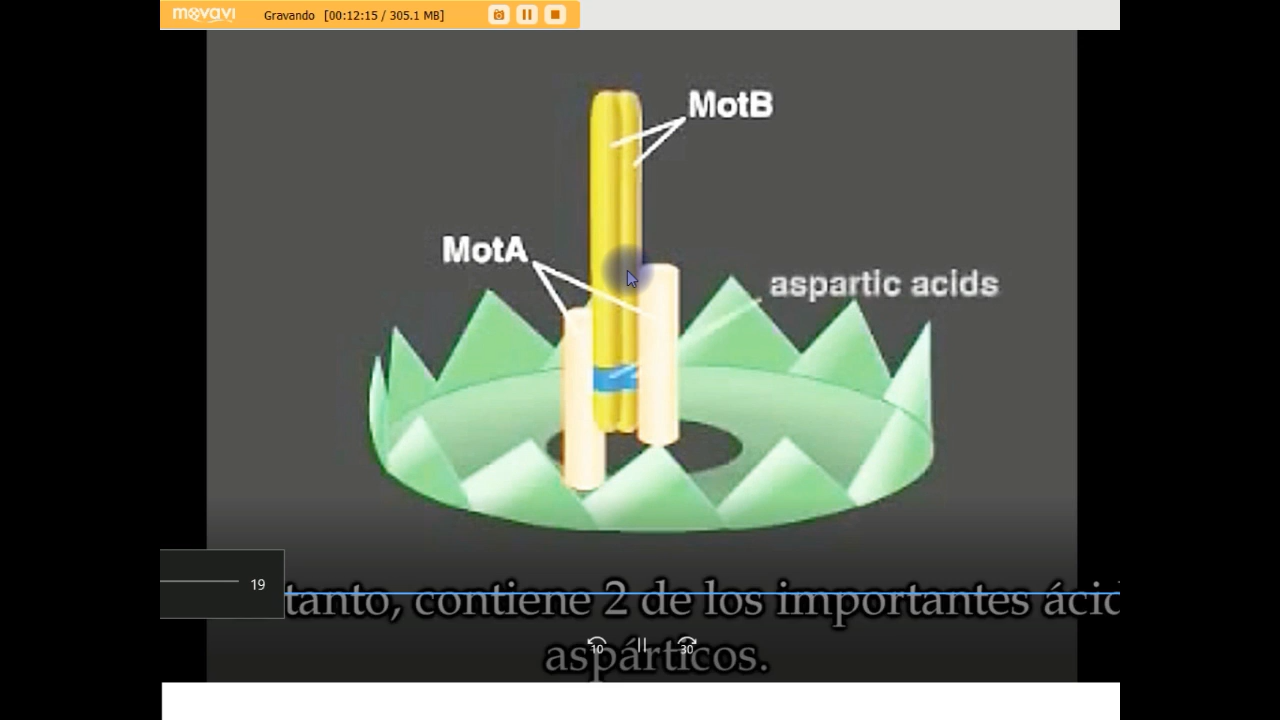 movavi Gravando [00:12:15 / 305.1 MB]
MotB
MotA
aspartic acids
19
tanto, contiene 2 de los importantes
aspárticos.
10
30